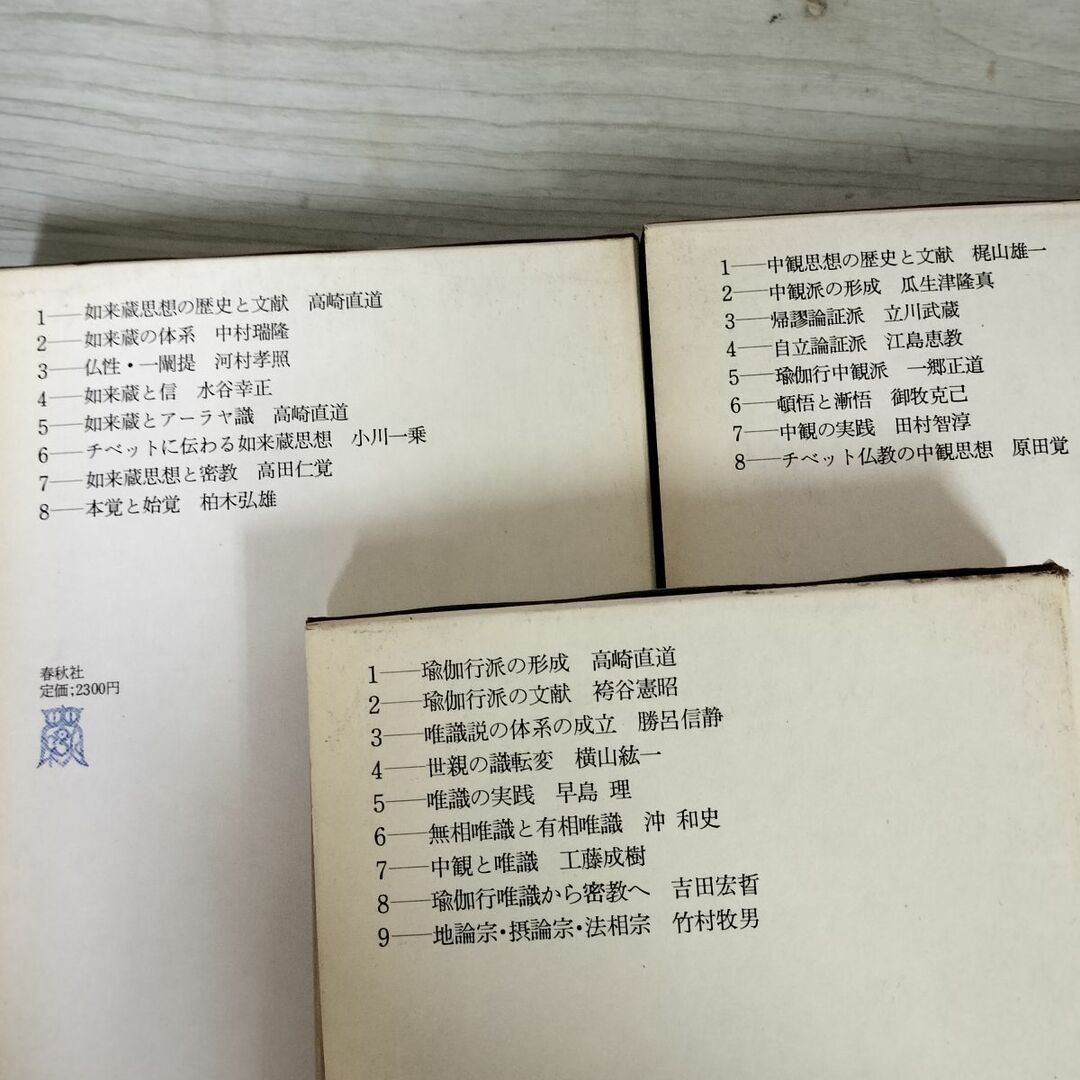 1──如来蔵思想の歴史と文献 高崎直道
2──如来蔵の体系 中村瑞隆
3──仏性・一闡提 河村孝照
4──如来蔵と信 水谷幸正
5──如来蔵とアーラヤ識 高崎直道
6──チベットに伝わる如来蔵思想 小川一乗
7──如来蔵思想と密教 高田仁覚
8──本覚と始覚 柏木弘雄
春秋社
定価;2300円
1──中観思想の歴史と文献 梶山雄一
2──中観派の形成 瓜生津隆真
3──帰謬論証派 立川武蔵
4──自立論証派 江島恵教
5──瑜伽行中観派 一郷正道
6──頓悟と漸悟 御牧克己
7──中観の実践 田村智淳
8──チベット仏教の中観思想 原田覚
1──瑜伽行派の形成 高崎直道
2──瑜伽行派の文献 袴谷憲昭
3──唯識説の体系の成立 勝呂信静
4──世親の識転変 横山紘一
5──唯識の実践 早島 理
6──無相唯識と有相唯識 沖 和史
7──中観と唯識 工藤成樹
8──瑜伽行唯識から密教へ 吉田宏晢
9──地論宗・摂論宗・法相宗 竹村牧男